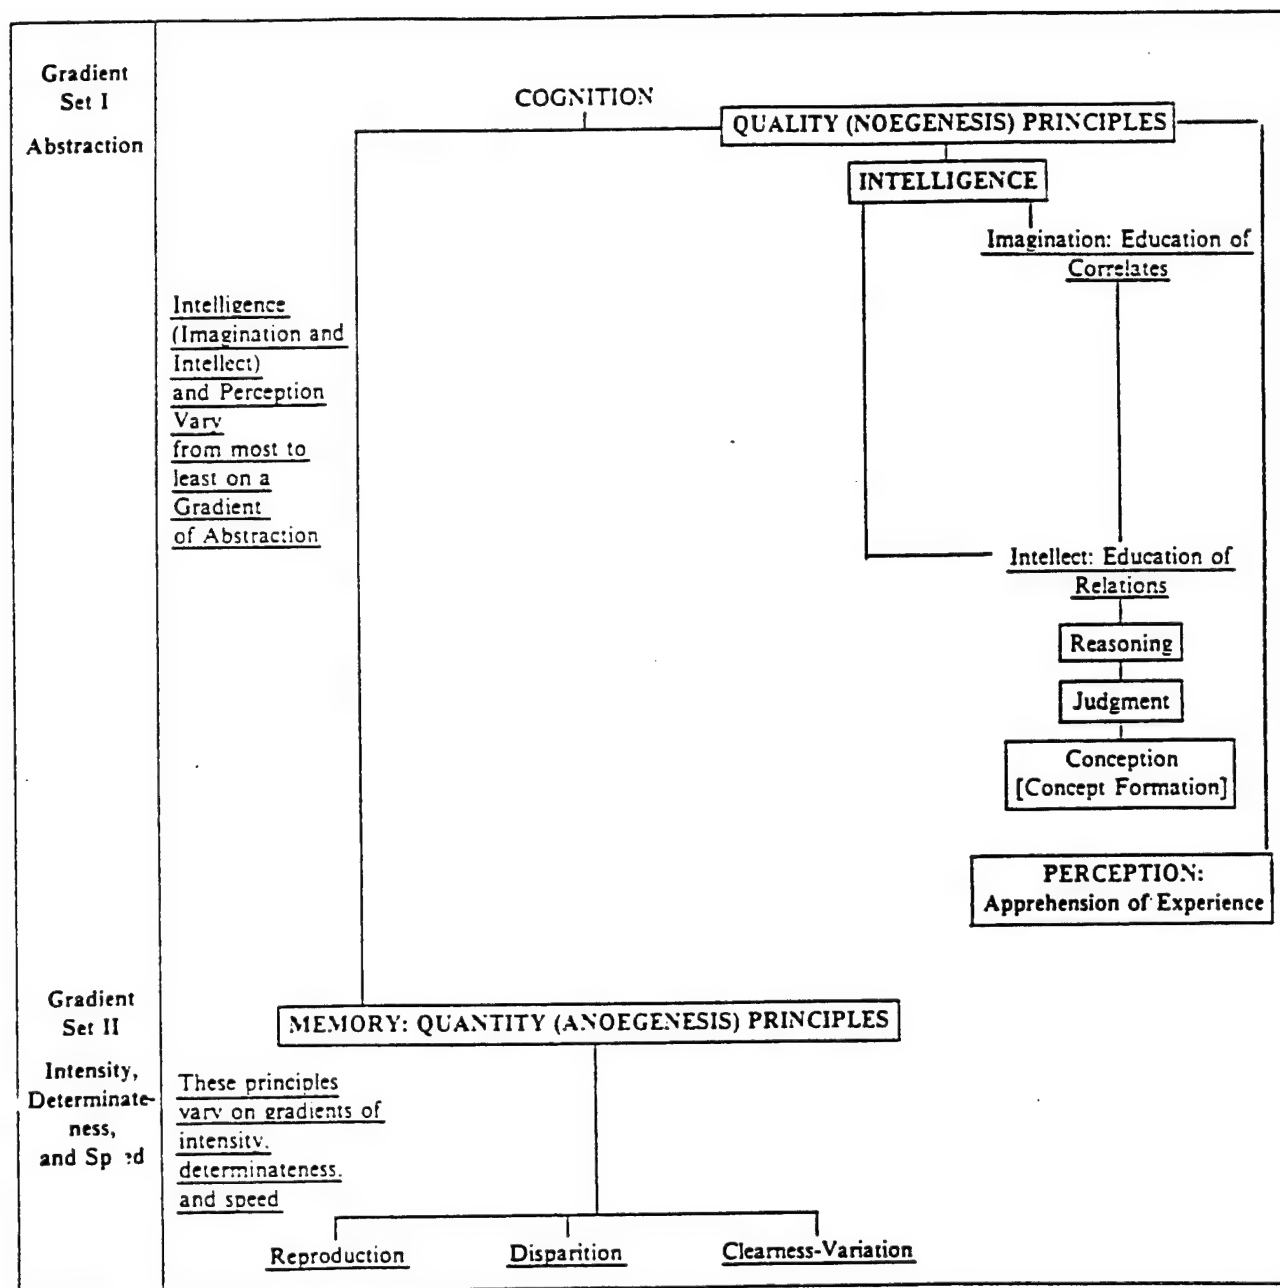 Gradient
Set I
Abstraction
COGNITION
QUALITY (NOEGENESIS) PRINCIPLES
INTELLIGENCE
Imagination: Education of
Correlates
Intelligence
(Imagination and
Intellect)
and Perception
Vary
from most to
least on a
Gradient
of Abstraction
Intellect: Education of
Relations
Reasoning
Judgment
Conception
[Concept Formation]
PERCEPTION:
Apprehension of Experience
Gradient
Set II
Intensity,
Determinate-
ness,
and Speed
MEMORY: QUANTITY (ANOEGENESIS) PRINCIPLES
These principles
vary on gradients of
intensity,
determinateness,
and speed
Reproduction
Disparition
Clearness-Variation